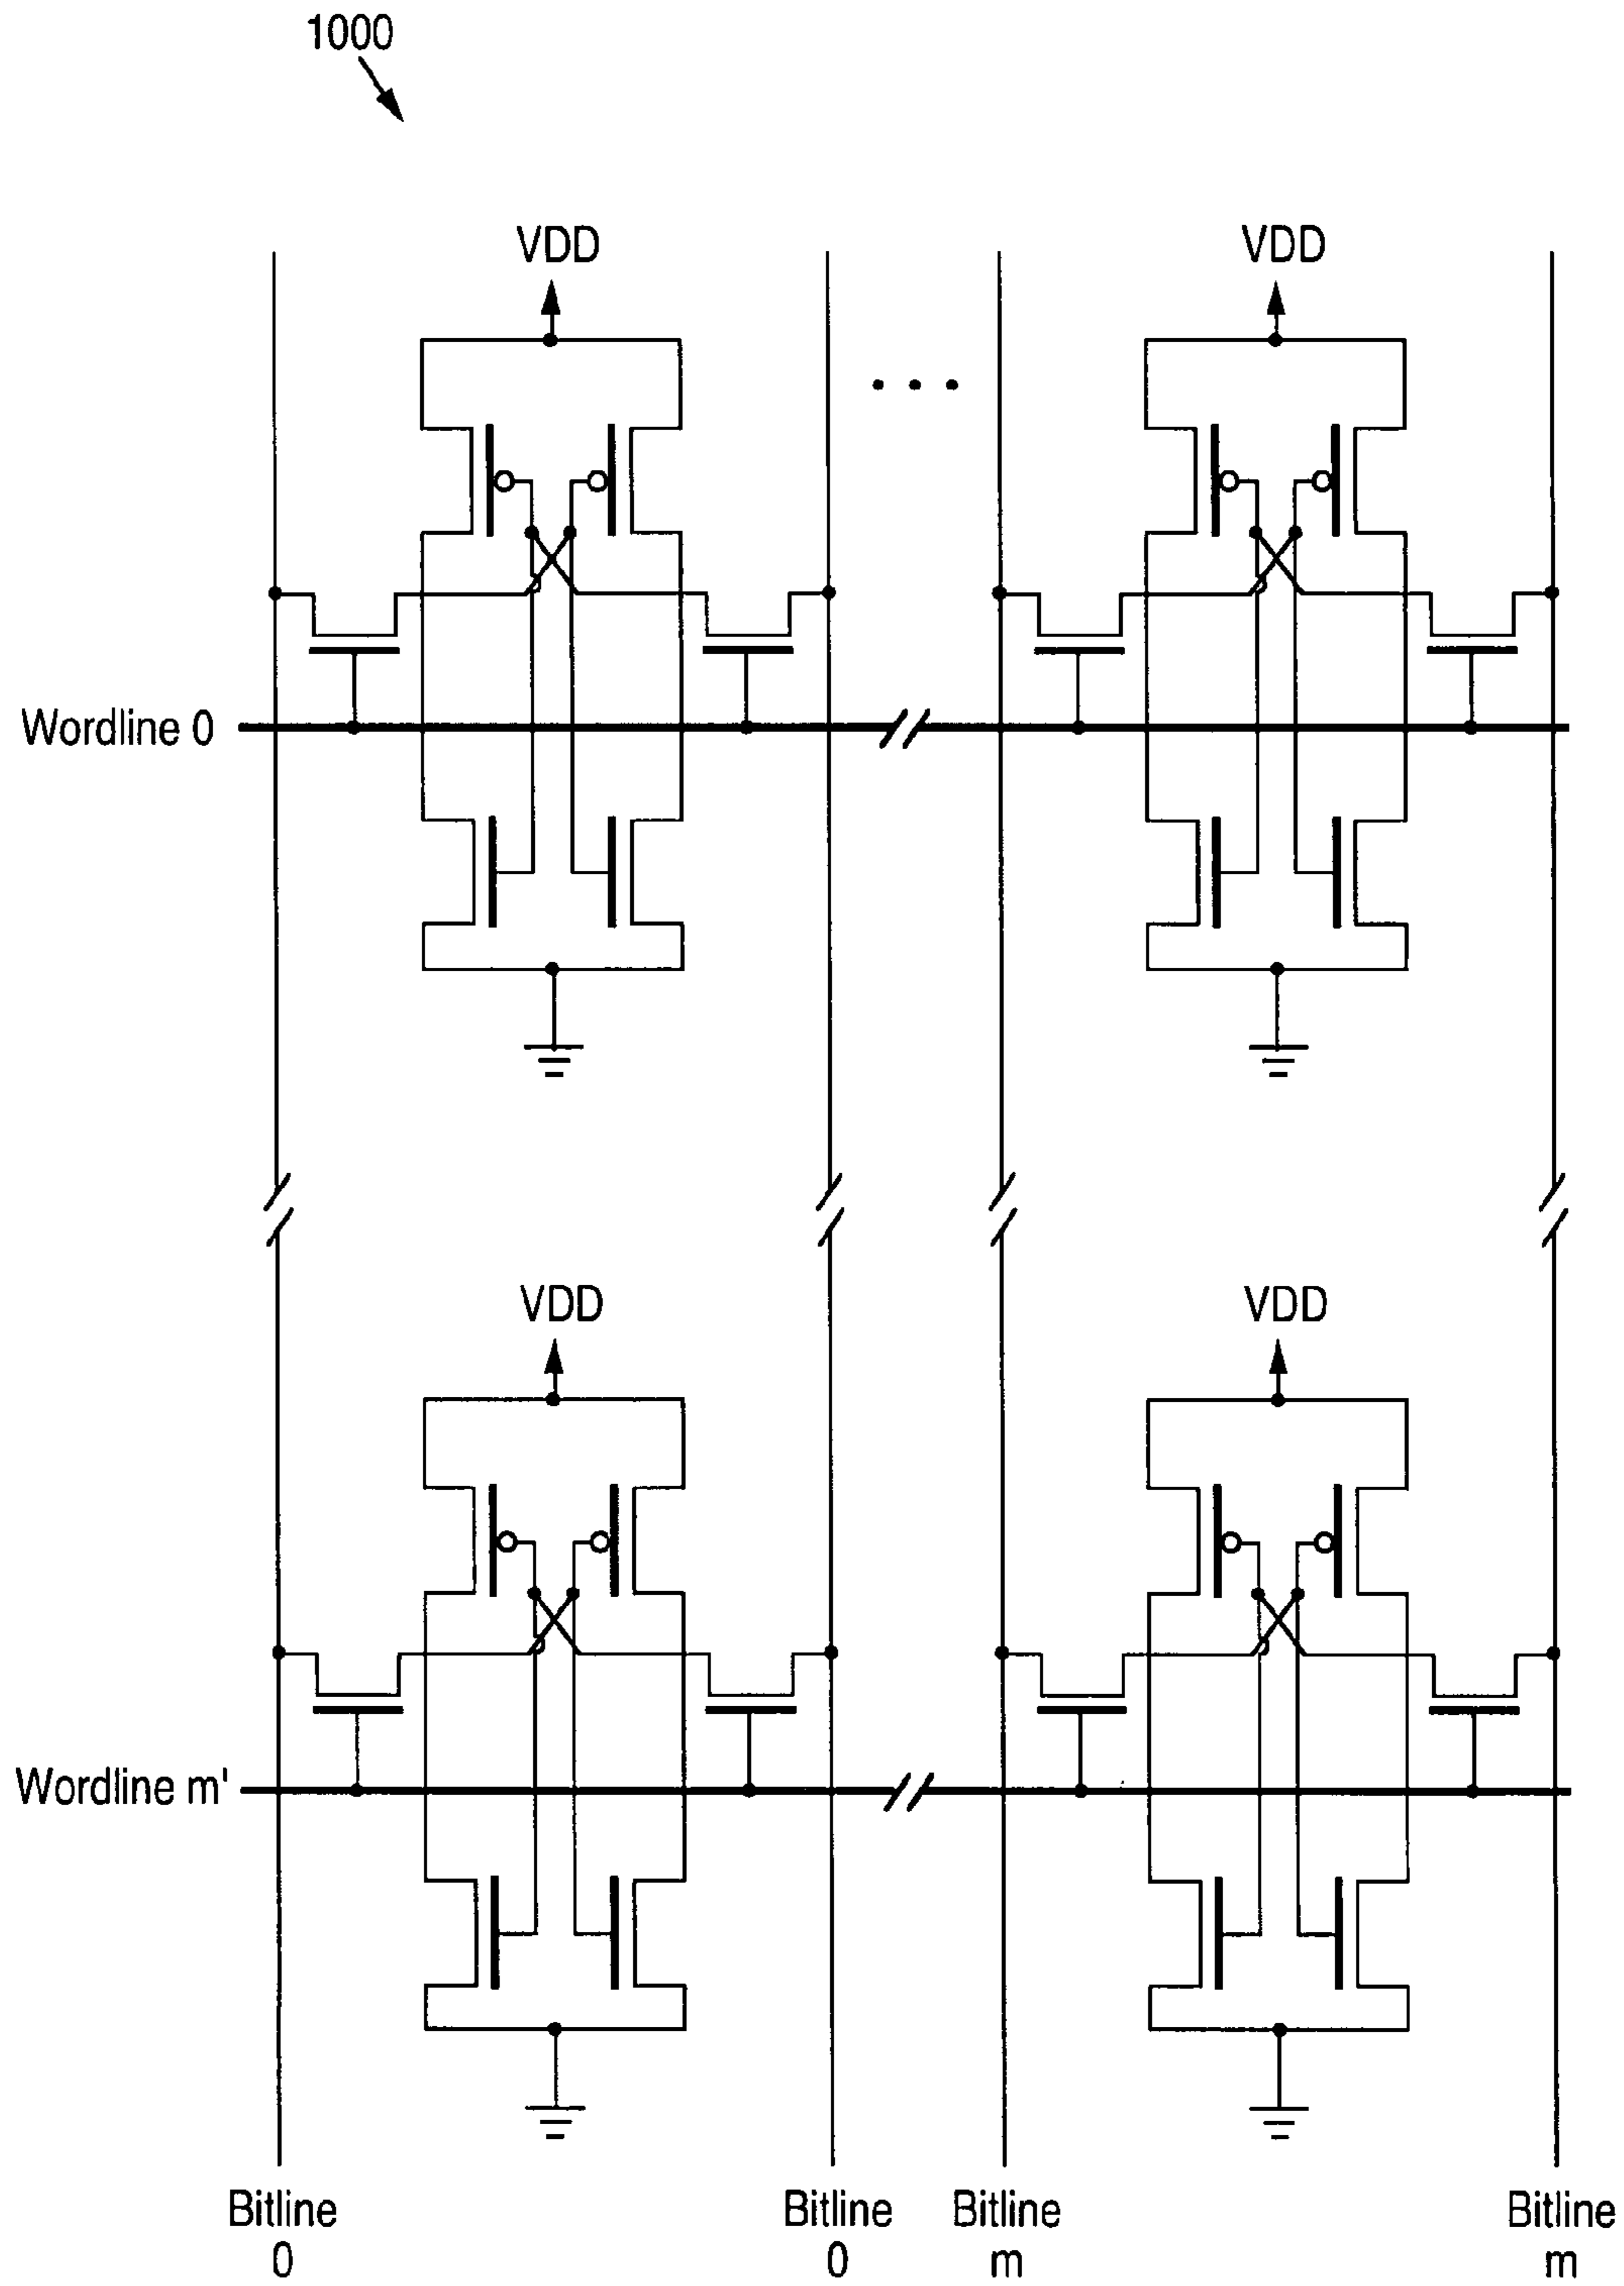 1000
VDD VDD
Wordline 0
VDD VDD
Wordline m'
Bitline Bitline Bitline Bitline
0 0 m m